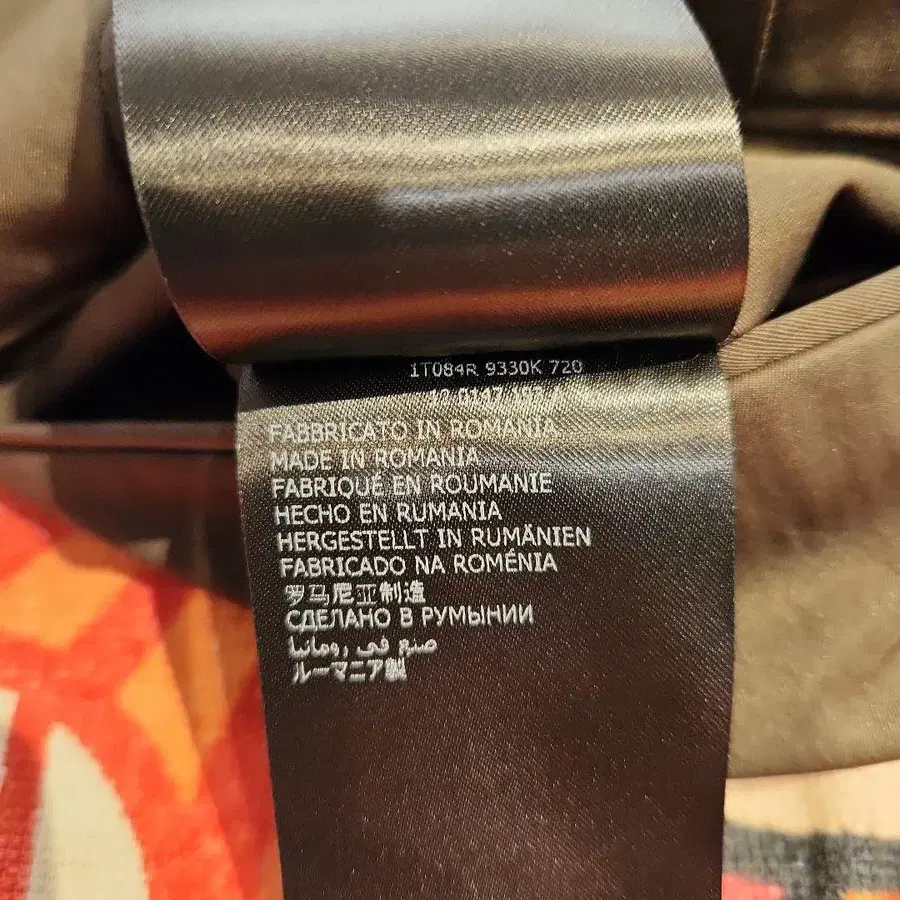 1T084R 9330K 720
FABBRICATO IN ROMANIA
MADE IN ROMANIA
FABRIQUÉ EN ROUMANIE
HECHO EN RUMANIA
HERGESTELLT IN RUMÄNIEN
FABRICADO NA ROMÉNIA
罗马尼亚制造
СДЕЛАНО В РУМЫНИИ
صنع في رومانيا
ルーマニア製